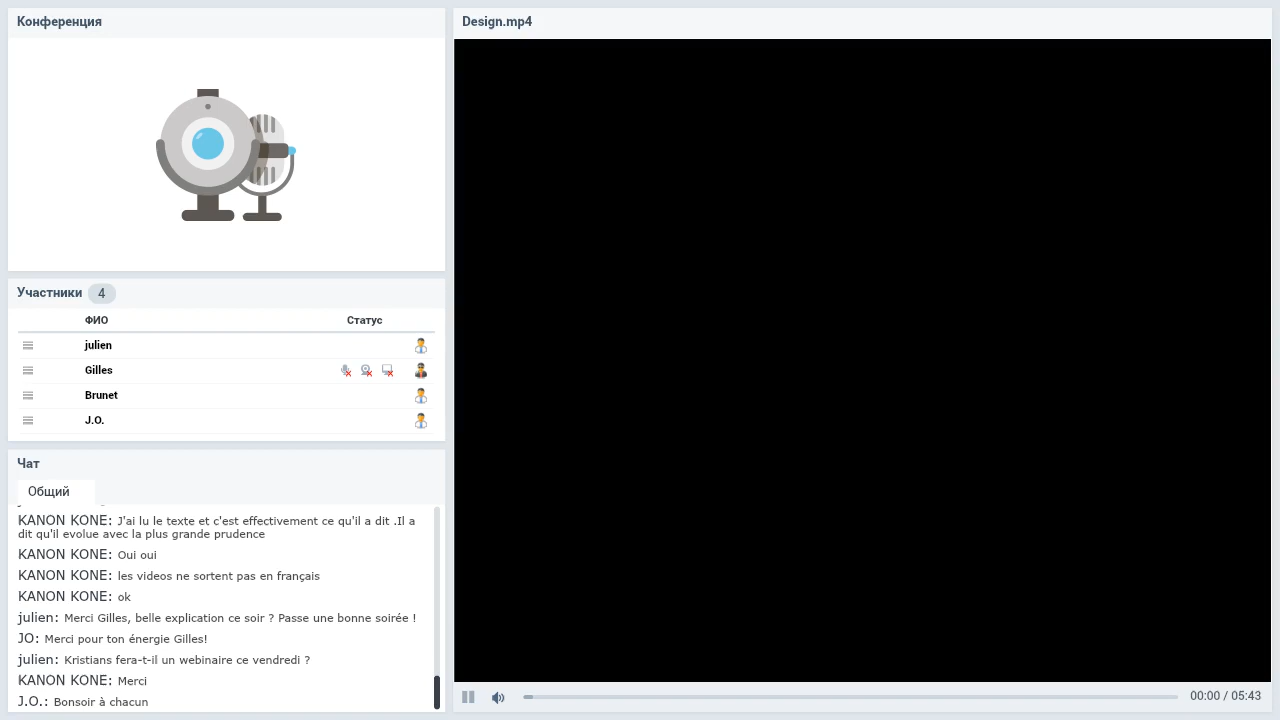 Конференция
Design.mp4
Участники 4
ФИО Статус
julien
Gilles
Brunet
J.O.
Чат
Общий
KANON KONE: J'ai lu le texte et c'est effectivement ce qu'il a dit .Il a
dit qu'il evolue avec la plus grande prudence
KANON KONE: Oui oui
KANON KONE: les videos ne sortent pas en français
KANON KONE: ok
julien: Merci Gilles, belle explication ce soir ? Passe une bonne soirée !
JO: Merci pour ton énergie Gilles!
julien: Kristians fera-t-il un webinaire ce vendredi ?
KANON KONE: Merci
J.O.: Bonsoir à chacun
00:00 / 05:43